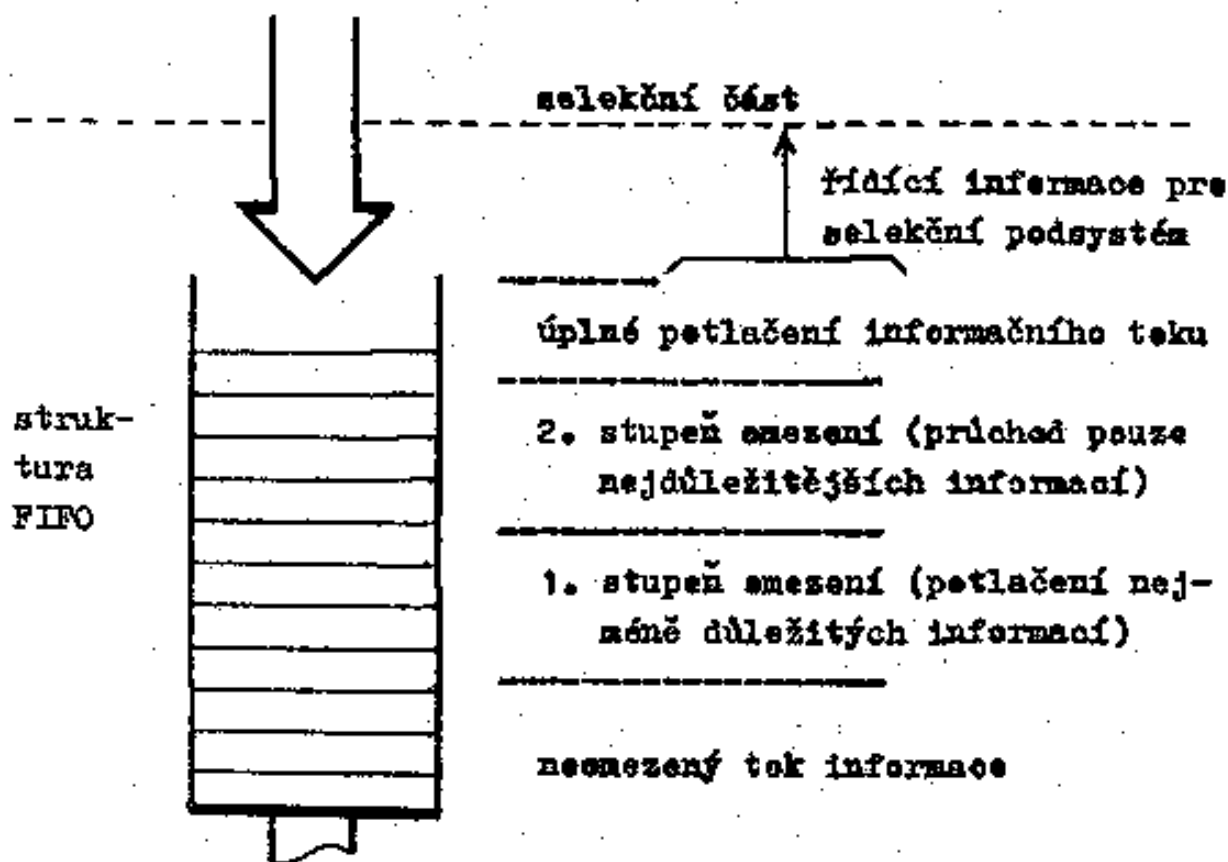 selekční část
řídící informace pro
selekční podsystém
úplné potlačení informačního toku
struk-
tura
FIFO
2. stupeň omezení (průchod pouze
nejdůležitějších informací)
1. stupeň omezení (potlačení nej-
méně důležitých informací)
neomezený tok informace